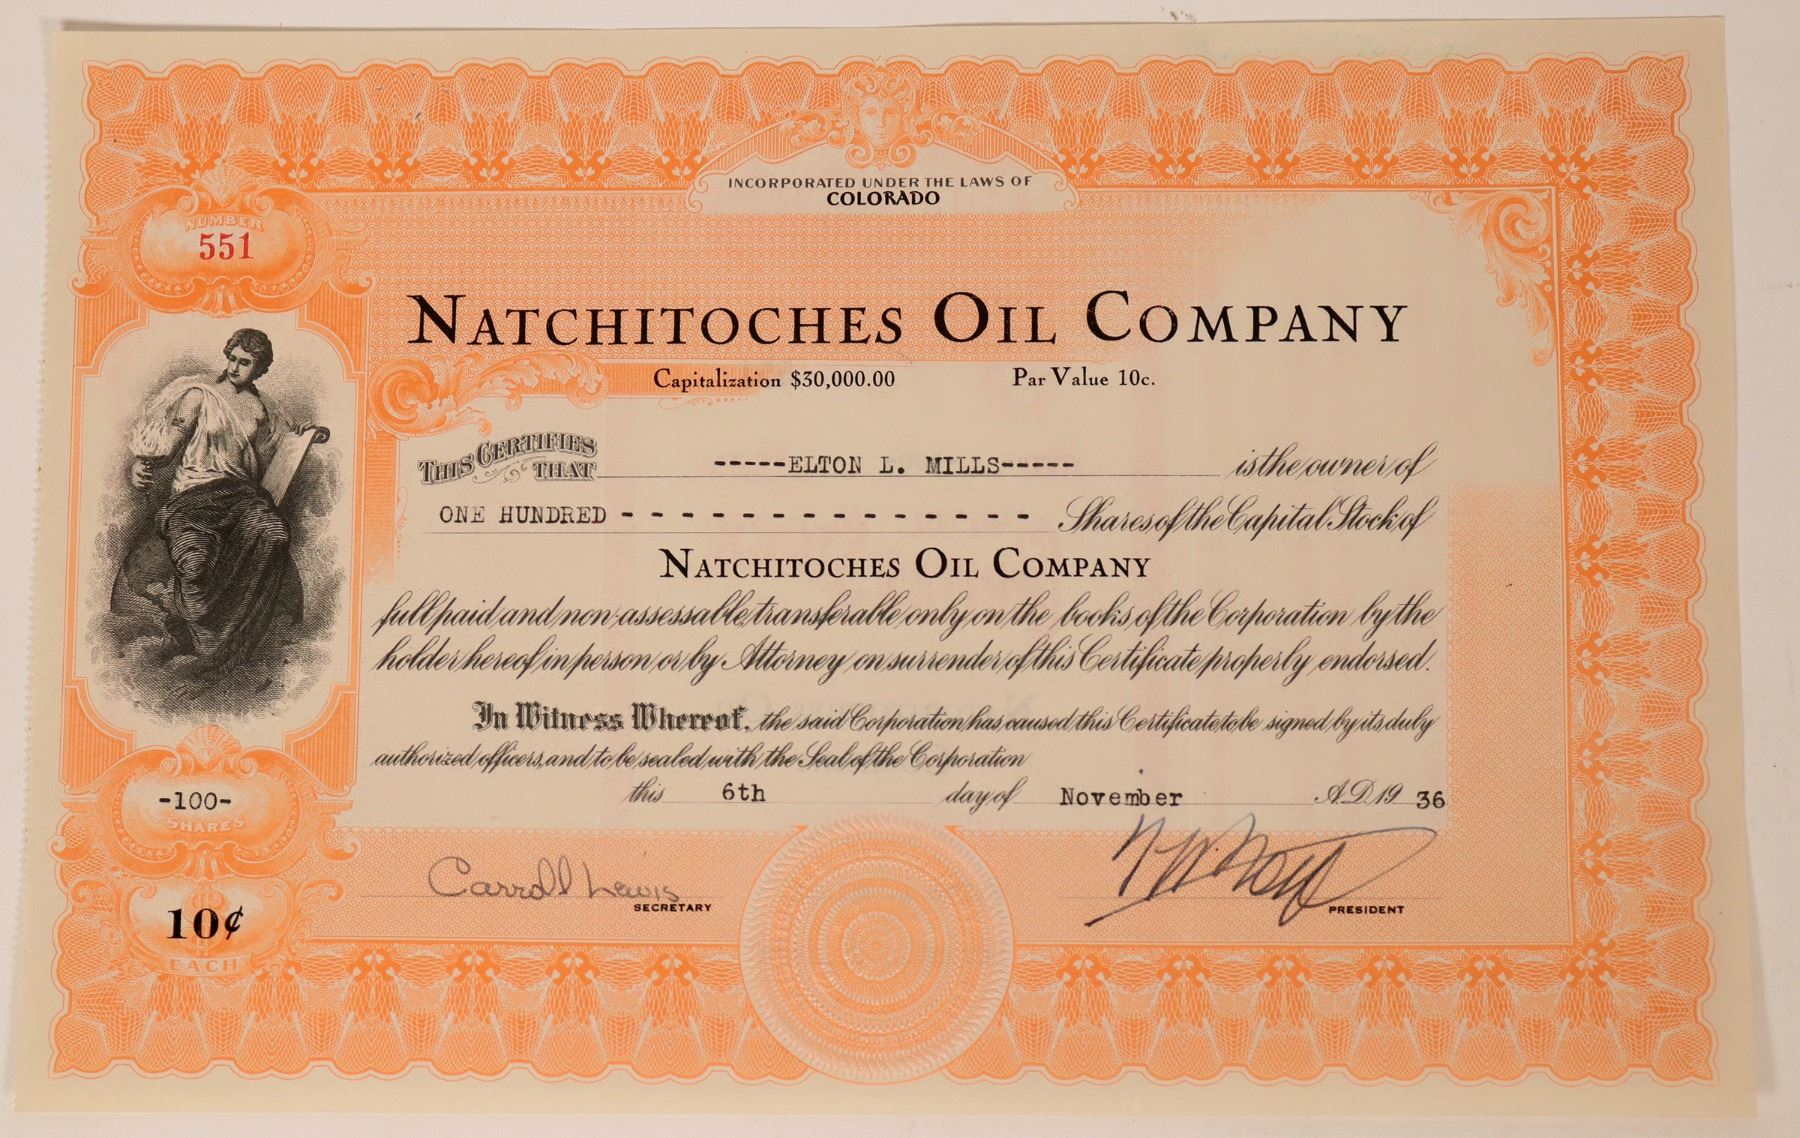 INCORPORATED UNDER THE LAWS OF
COLORADO
NUMBER
551
NATCHITOCHES OIL COMPANY
Capitalization $30,000.00 Par Value 10c.
THIS CERTIFIES THAT -----ELTON L. MILLS----- is the owner of
ONE HUNDRED - - - - - - - - - - - - - - Shares of the Capital Stock of
NATCHITOCHES OIL COMPANY
full paid and non-assessable, transferable only on the books of the Corporation by the
holder hereof in person or by Attorney on surrender of this Certificate properly endorsed.
In Witness Whereof, the said Corporation has caused this Certificate to be signed by its duly
authorized officers, and to be sealed with the Seal of the Corporation
this 6th day of November A.D. 19 36
-100-
SHARES
10¢
EACH
Carroll Lewis
SECRETARY
PRESIDENT